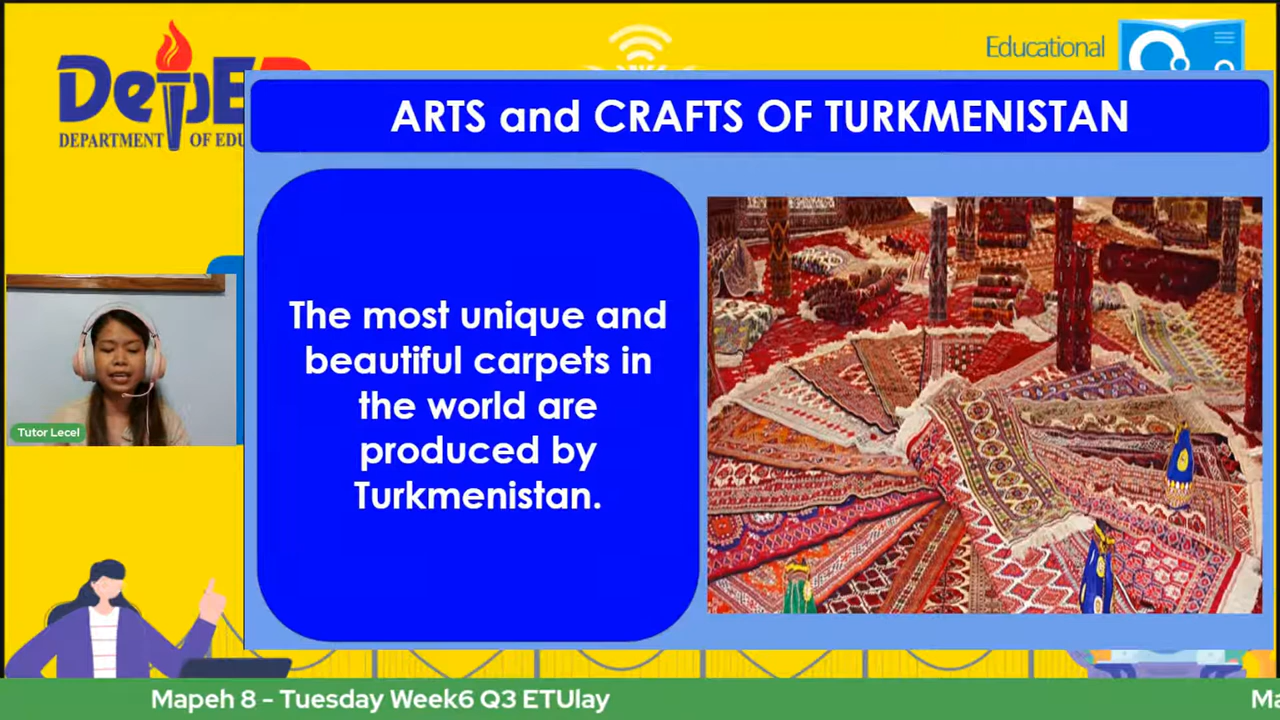 Educational
DepED
DEPARTMENT OF EDU
ARTS and CRAFTS OF TURKMENISTAN
The most unique and
beautiful carpets in
the world are
produced by
Turkmenistan.
Tutor Lecel
Mapeh 8 - Tuesday Week6 Q3 ETUlay
Ma